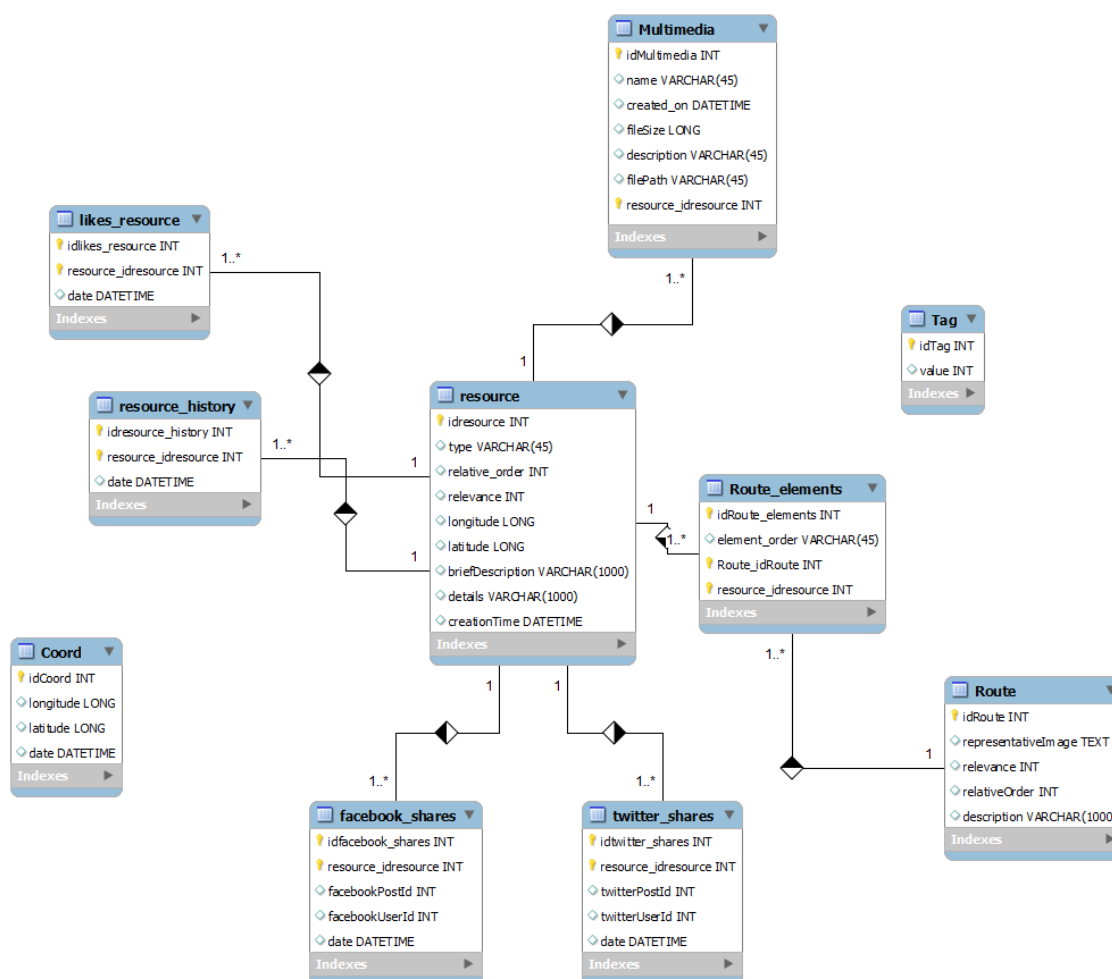 Multimedia
idMultimedia INT
name VARCHAR(45)
created_on DATETIME
fileSize LONG
description VARCHAR(45)
filePath VARCHAR(45)
resource_idresource INT
Indexes
1..*
1
likes_resource
idlikes_resource INT
resource_idresource INT
date DATETIME
Indexes
1..*
1
resource_history
idresource_history INT
resource_idresource INT
date DATETIME
Indexes
1..*
1
resource
idresource INT
type VARCHAR(45)
relative_order INT
relevance INT
longitude LONG
latitude LONG
briefDescription VARCHAR(1000)
details VARCHAR(1000)
creationTime DATETIME
Indexes
Tag
idTag INT
value INT
Indexes
1
1..*
Route_elements
idRoute_elements INT
element_order VARCHAR(45)
Route_idRoute INT
resource_idresource INT
Indexes
1..*
1
Coord
idCoord INT
longitude LONG
latitude LONG
date DATETIME
Indexes
Route
idRoute INT
representativeImage TEXT
relevance INT
relativeOrder INT
description VARCHAR(1000
Indexes
1
1..*
facebook_shares
idfacebook_shares INT
resource_idresource INT
facebookPostId INT
facebookUserId INT
date DATETIME
Indexes
1
1..*
twitter_shares
idtwitter_shares INT
resource_idresource INT
twitterPostId INT
twitterUserId INT
date DATETIME
Indexes